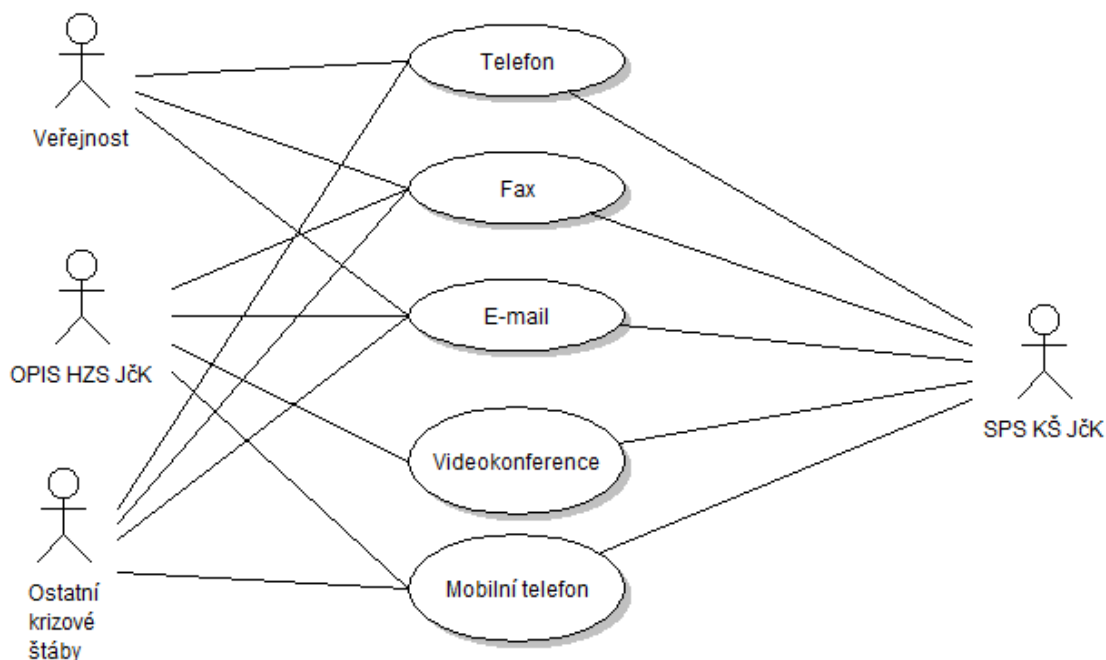 Telefon
Veřejnost
Fax
E-mail
OPIS HZS JčK
SPS KŠ JčK
Videokonference
Mobilní telefon
Ostatní
krizové
štáby